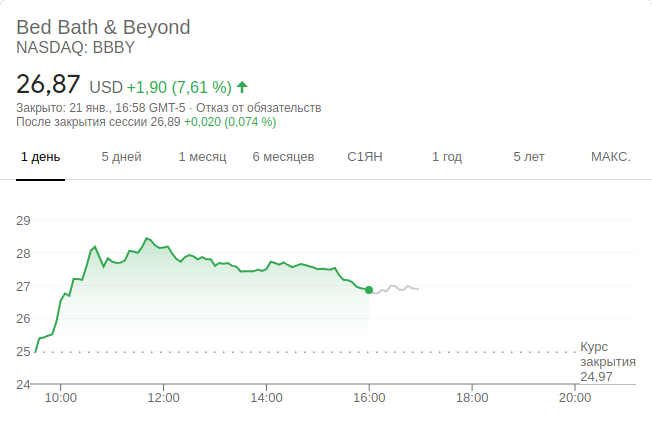 Bed Bath & Beyond
NASDAQ: BBBY
26,87 USD +1,90 (7,61 %)
Закрыто: 21 янв., 16:58 GMT-5 · Отказ от обязательств
После закрытия сессии 26,89 +0,020 (0,074 %)
1 день 5 дней 1 месяц 6 месяцев С1ЯН 1 год 5 лет МАКС.
29
28
27
26
25
24
Курс
закрытия
24,97
10:00 12:00 14:00 16:00 18:00 20:00